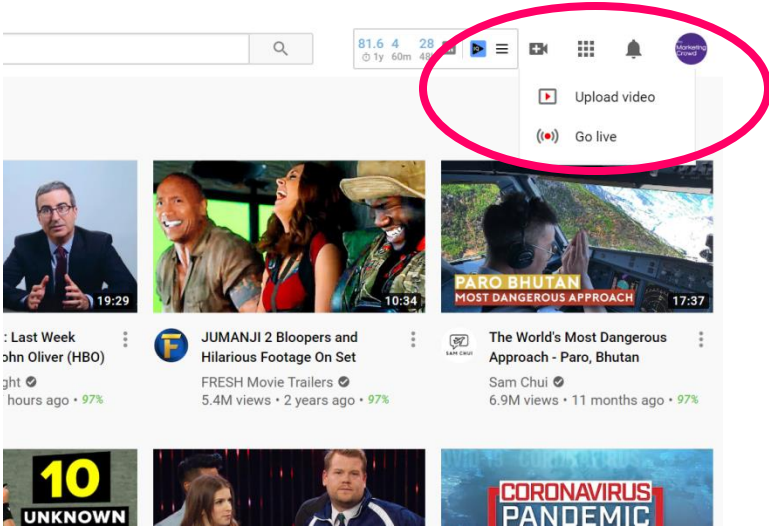 81.6 4 28
1y 60m 48
Marketing
Crowd
Upload video
Go live
19:29
10:34
PARO BHUTAN
MOST DANGEROUS APPROACH
17:37
: Last Week
ohn Oliver (HBO)
ght
hours ago • 97%
JUMANJI 2 Bloopers and
Hilarious Footage On Set
FRESH Movie Trailers
5.4M views • 2 years ago • 97%
SAM CHUI
The World's Most Dangerous
Approach - Paro, Bhutan
Sam Chui
6.9M views • 11 months ago • 97%
10
UNKNOWN
CORONAVIRUS
PANDEMIC